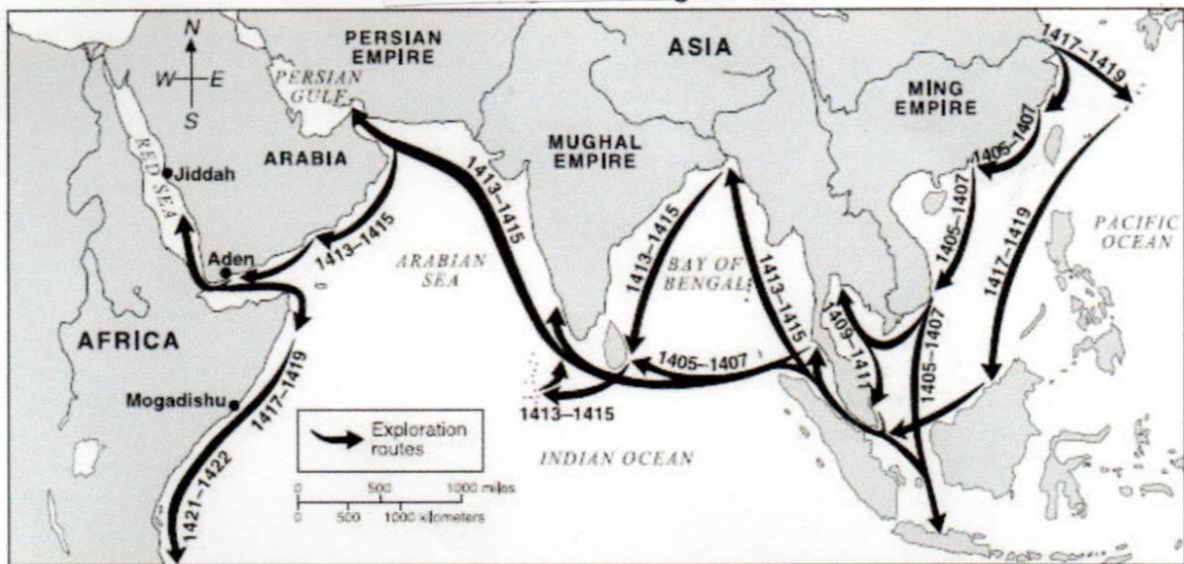 N
W E
S
PERSIAN
EMPIRE
PERSIAN
GULF
ASIA
1417–1419
MING
EMPIRE
ARABIA
MUGHAL
EMPIRE
1405–1407
RED SEA
Jiddah
1413–1415
1413–1415
1413–1415
1405–1407
PACIFIC
OCEAN
Aden
ARABIAN
SEA
BAY OF
BENGAL
1413–1415
1417–1419
AFRICA
1409–1411
1405–1407
1405–1407
Mogadishu
1417–1419
1413–1415
Exploration
routes
INDIAN OCEAN
0 500 1000 miles
0 500 1000 kilometers
1421–1422